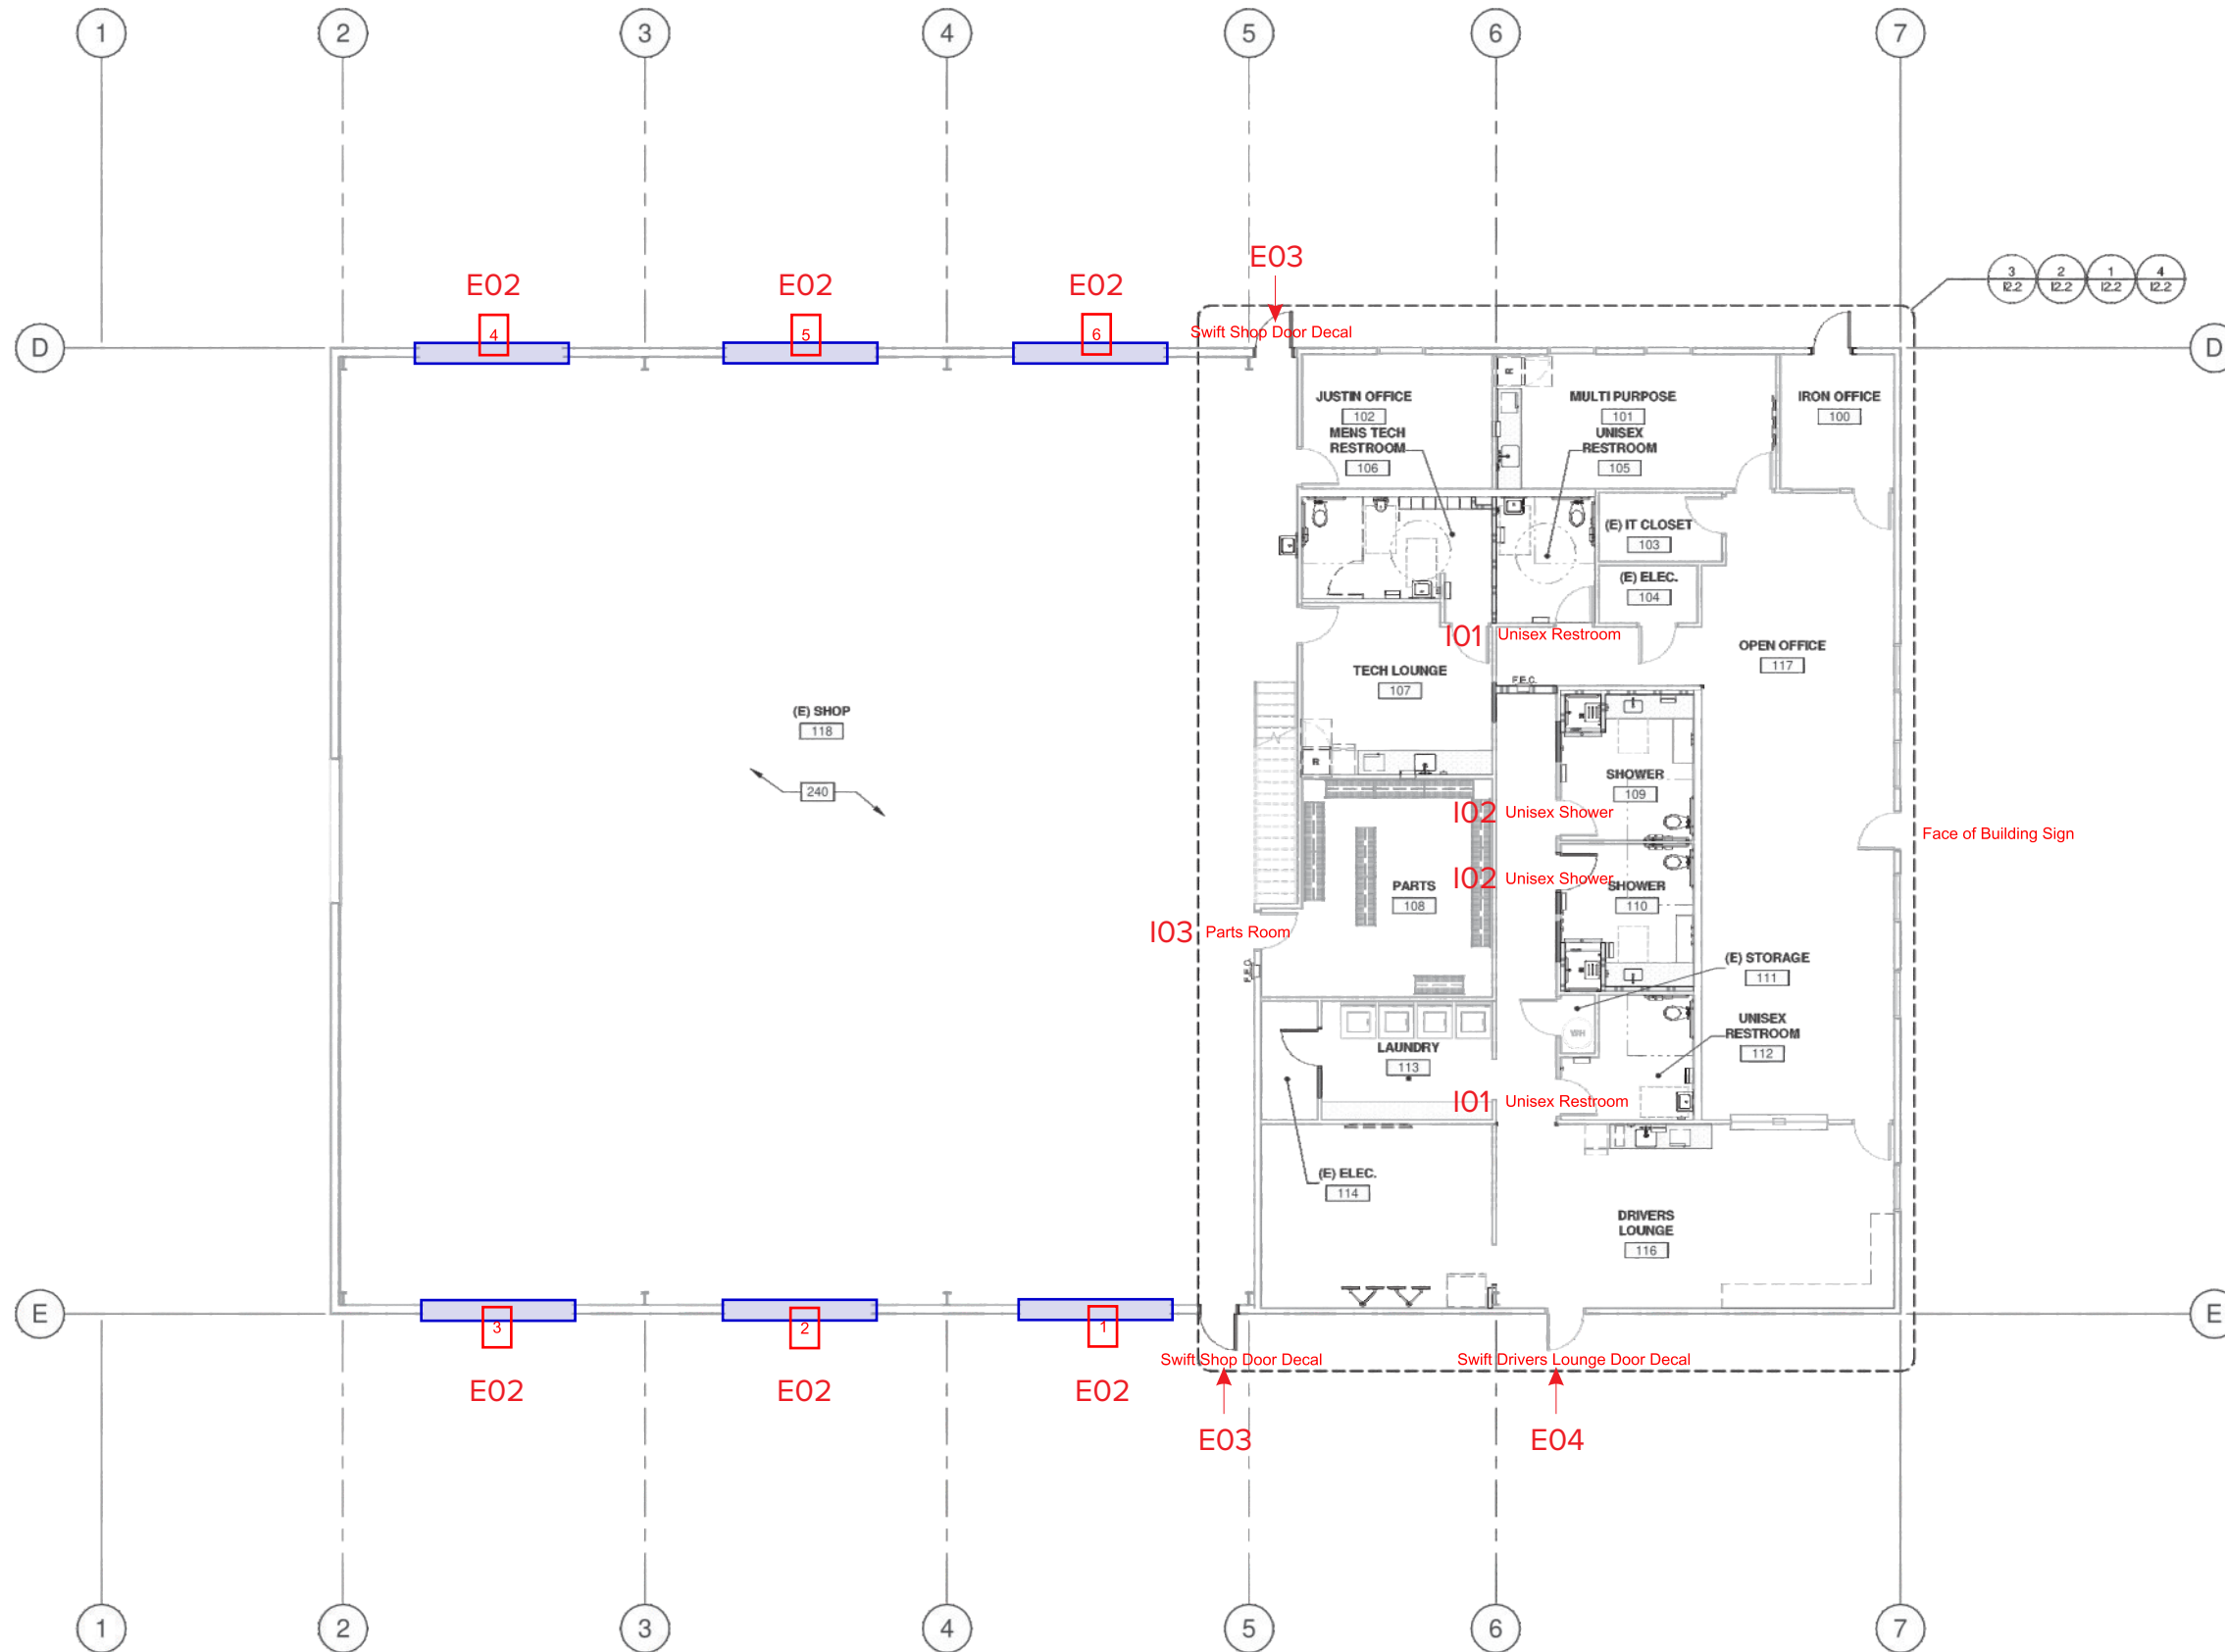 1 2 3 4 5 6 7
E03
E02 E02 E02
3 2 1 4
I2.2 I2.2 I2.2 I2.2
4 5 6
Swift Shop Door Decal
D D
R
JUSTIN OFFICE
102
MULTI PURPOSE
101
IRON OFFICE
100
MENS TECH
RESTROOM
106
UNISEX
RESTROOM
105
(E) IT CLOSET
103
(E) ELEC.
104
I01 Unisex Restroom
OPEN OFFICE
117
TECH LOUNGE
107
F.E.C.
(E) SHOP
118
R
240
SHOWER
109
I02 Unisex Shower
Face of Building Sign
I02 Unisex Shower
SHOWER
110
PARTS
108
I03 Parts Room
F.E.C.
(E) STORAGE
111
UNISEX
RESTROOM
112
WH
LAUNDRY
113
I01 Unisex Restroom
(E) ELEC.
114
DRIVERS
LOUNGE
116
E E
3 2 1
Swift Shop Door Decal Swift Drivers Lounge Door Decal
E02 E02 E02
E03 E04
1 2 3 4 5 6 7